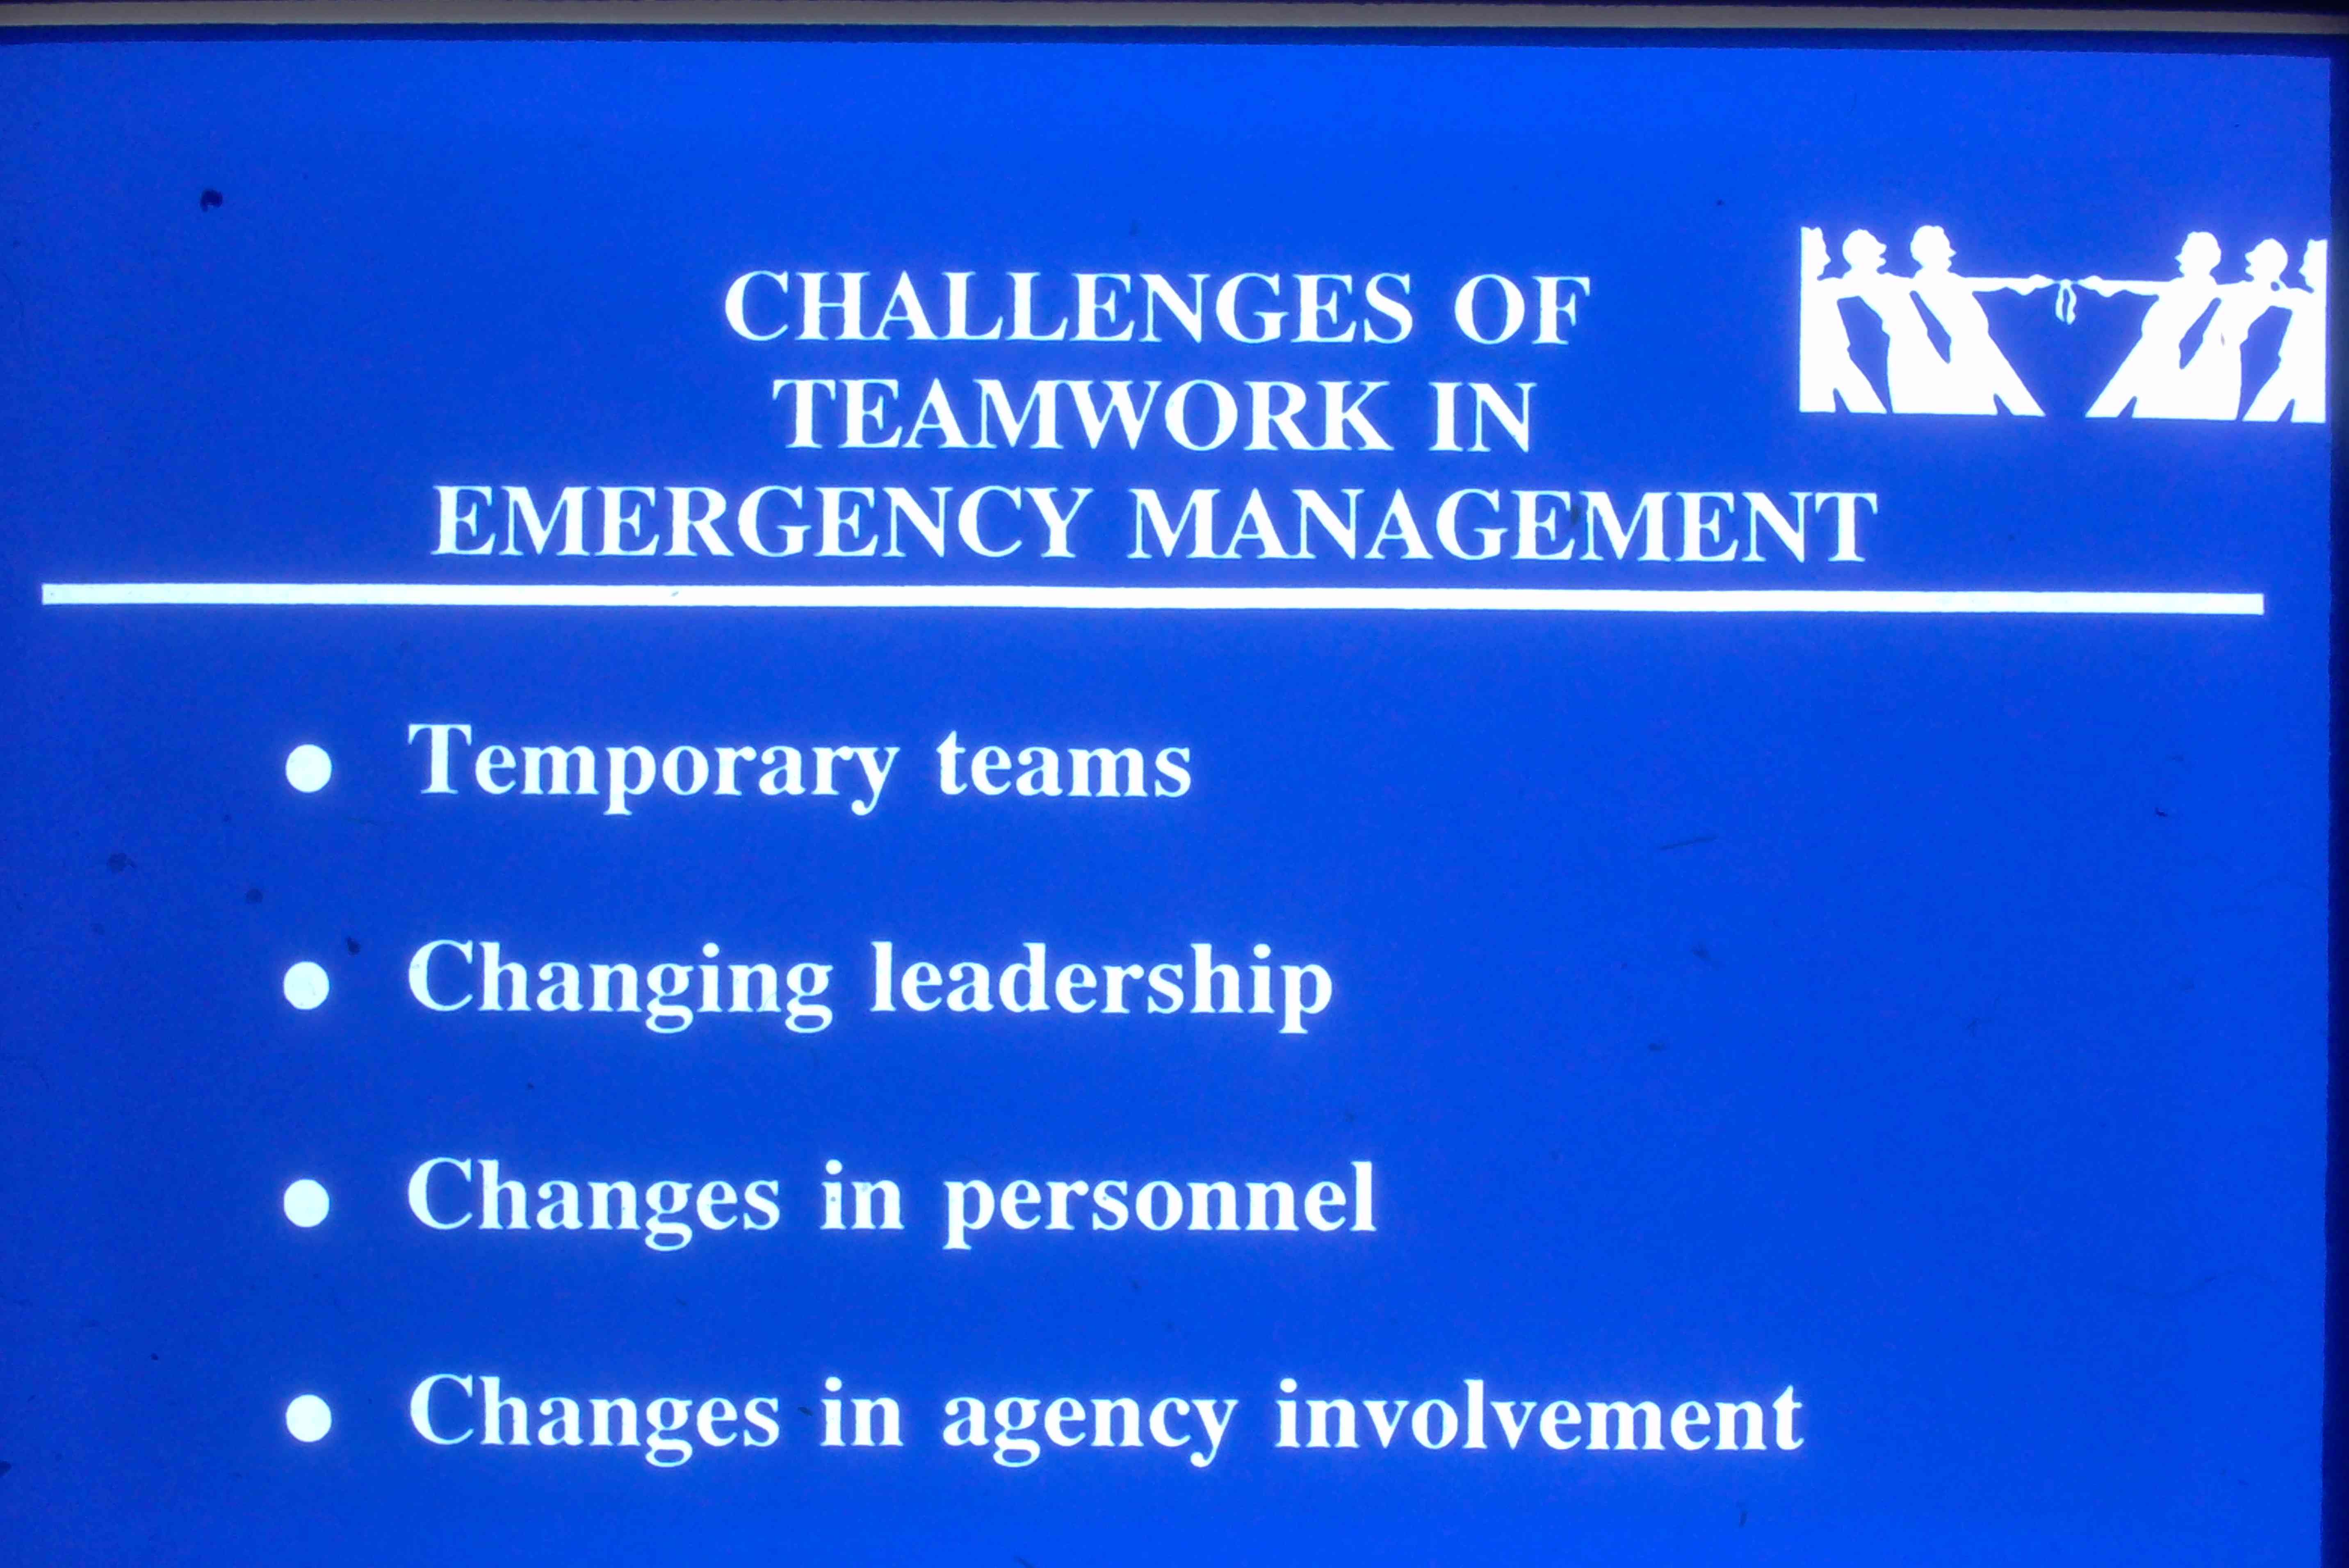 CHALLENGES OF
TEAMWORK IN
EMERGENCY MANAGEMENT
● Temporary teams
● Changing leadership
● Changes in personnel
● Changes in agency involvement